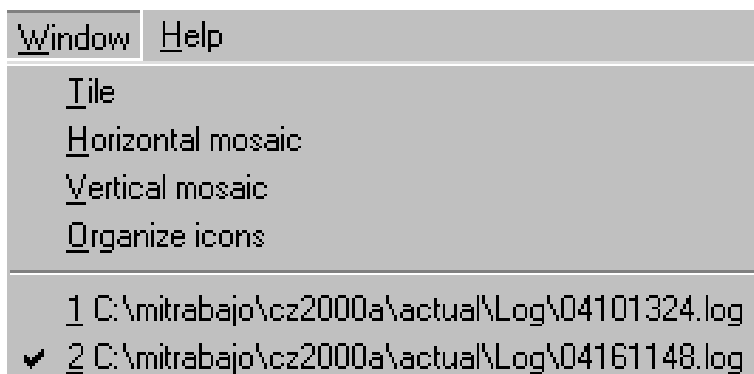 Window Help
Tile
Horizontal mosaic
Vertical mosaic
Organize icons
1 C:\mitrabajo\cz2000a\actual\Log\04101324.log
✔ 2 C:\mitrabajo\cz2000a\actual\Log\04161148.log